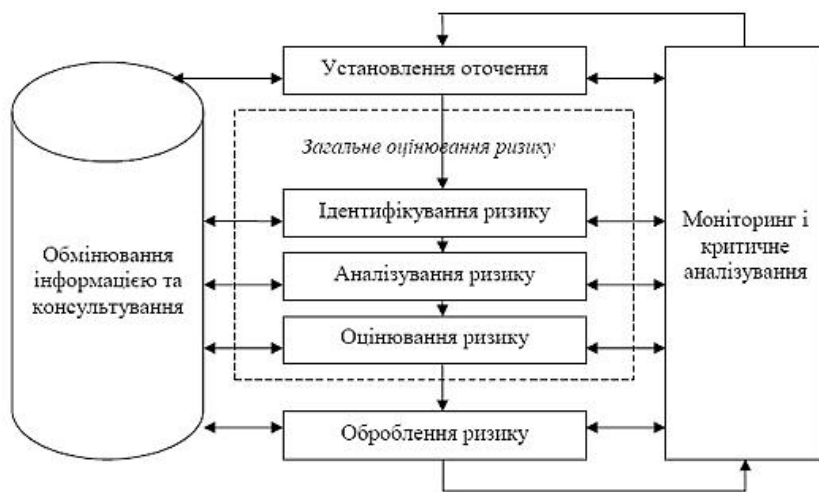 Установлення оточення
Загальне оцінювання ризику
Ідентифікування ризику
Аналізування ризику
Оцінювання ризику
Оброблення ризику
Обмінювання
інформацією та
консультування
Моніторинг і
критичне
аналізування